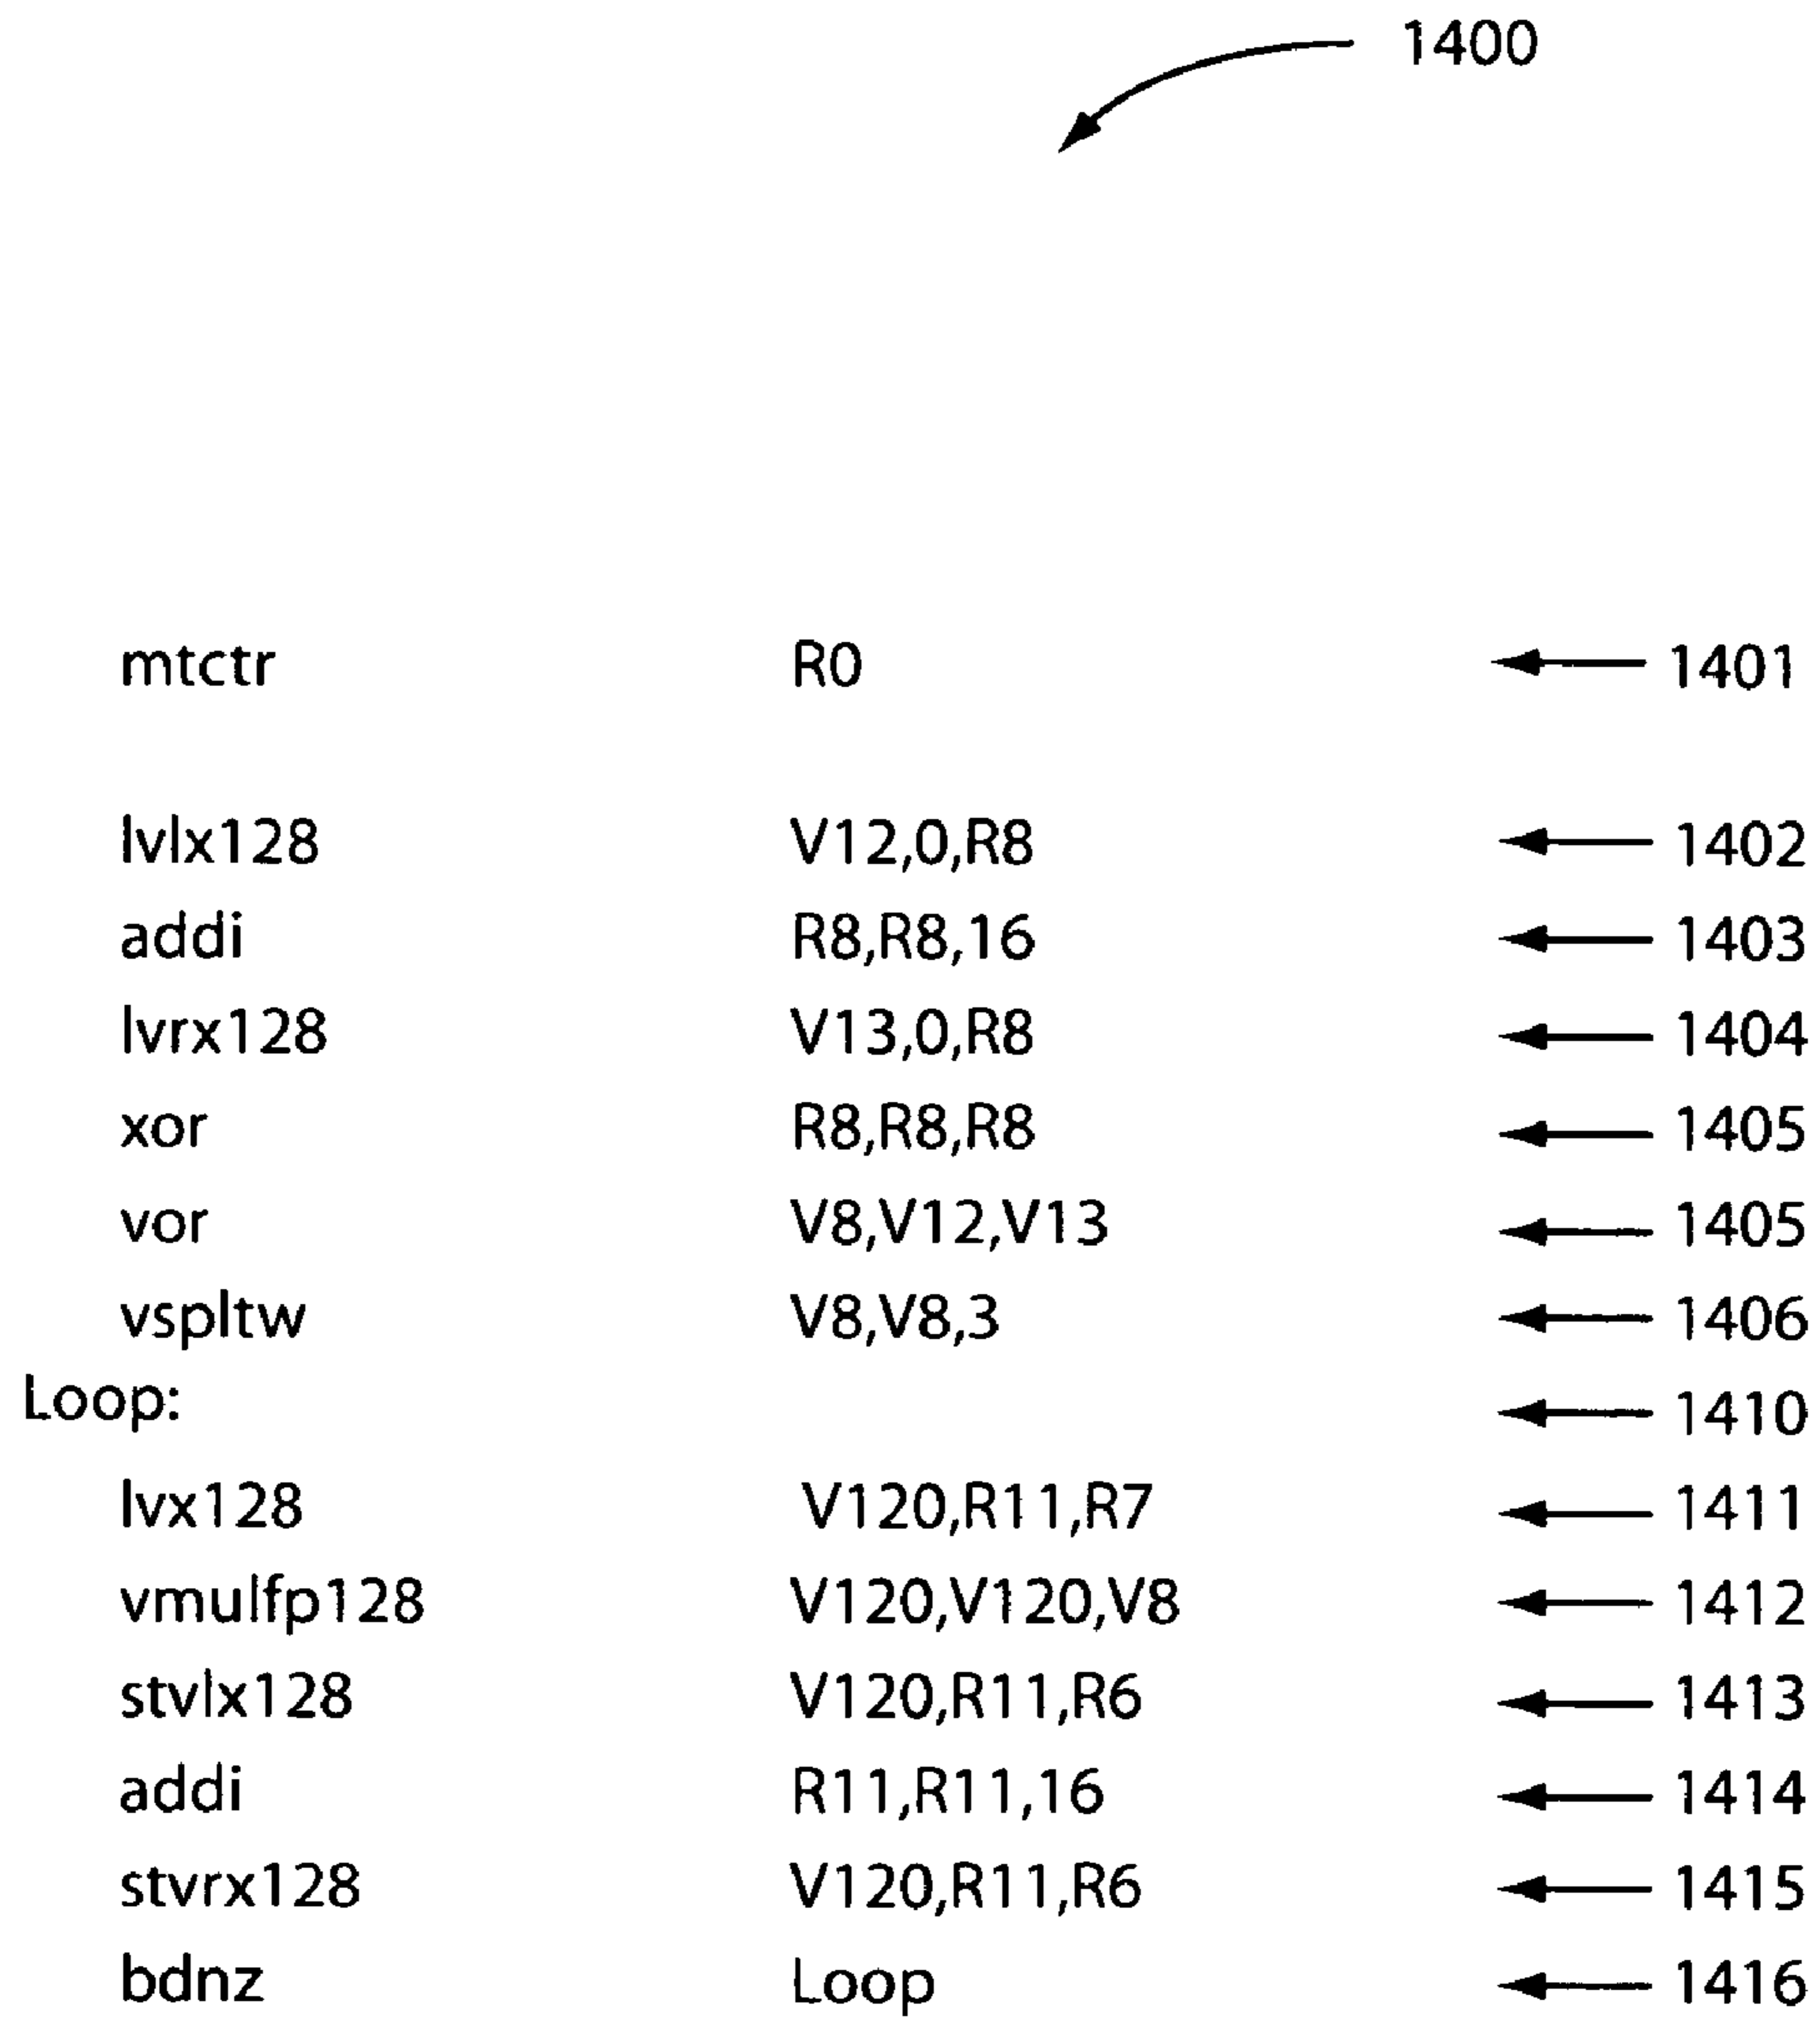 1400
mtctr R0 1401
lvlx128 V12,0,R8 1402
addi R8,R8,16 1403
lvrx128 V13,0,R8 1404
xor R8,R8,R8 1405
vor V8,V12,V13 1405
vspltw V8,V8,3 1406
Loop: 1410
lvx128 V120,R11,R7 1411
vmulfp128 V120,V120,V8 1412
stvlx128 V120,R11,R6 1413
addi R11,R11,16 1414
stvrx128 V120,R11,R6 1415
bdnz Loop 1416